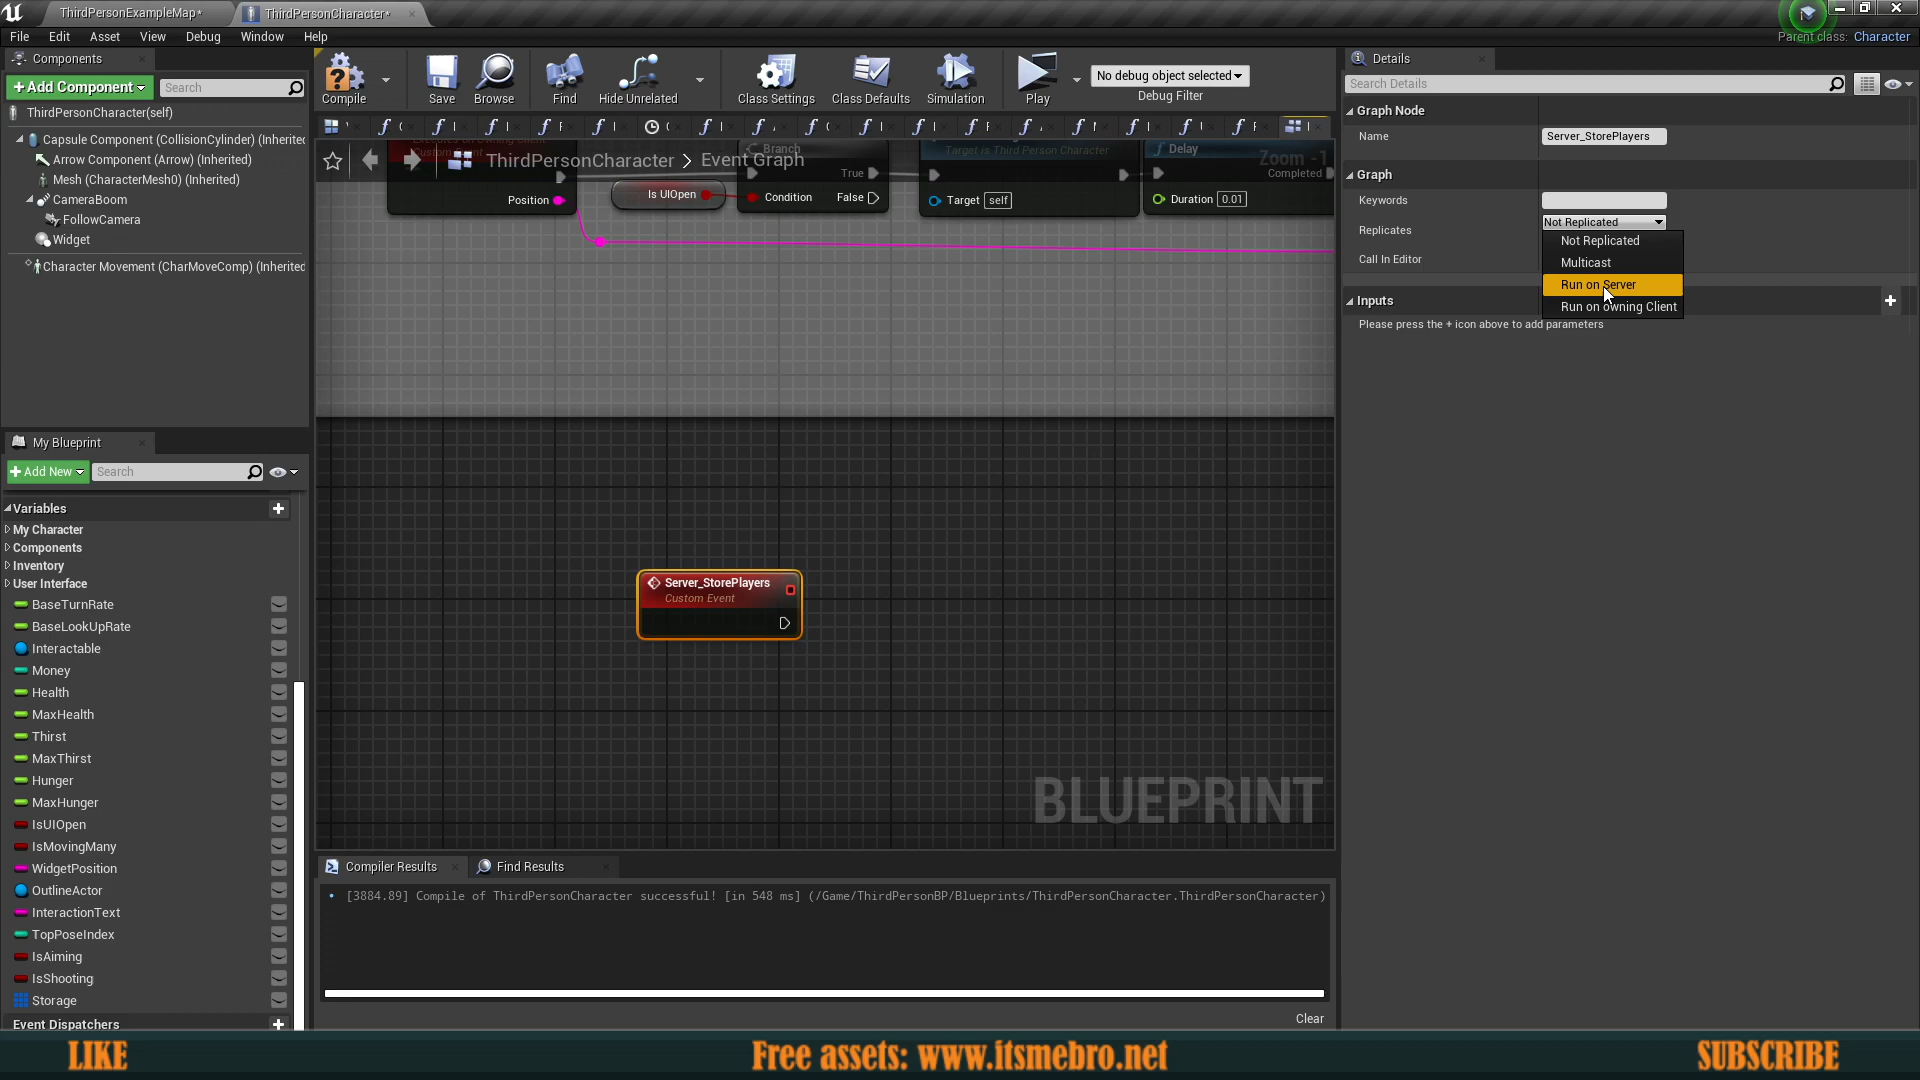 ThirdPersonExampleMap*
ThirdPersonCharacter*
File Edit Asset View Debug Window Help
Parent class: Character
Components
+Add Component
Search
ThirdPersonCharacter(self)
Capsule Component (CollisionCylinder) (Inherited
Arrow Component (Arrow) (Inherited)
Mesh (CharacterMesh0) (Inherited)
CameraBoom
FollowCamera
Widget
Character Movement (CharMoveComp) (Inherited
Compile
Save
Browse
Find
Hide Unrelated
Class Settings
Class Defaults
Simulation
Play
No debug object selected
Debug Filter
ThirdPersonCharacter > Event Graph
Zoom -1
Custom Event
Position
Is UIOpen
Branch
True
Condition
False
Target is Third Person Character
Target self
Delay
Completed
Duration 0.01
Server_StorePlayers
Custom Event
BLUEPRINT
My Blueprint
+Add New
Search
Variables
My Character
Components
Inventory
User Interface
BaseTurnRate
BaseLookUpRate
Interactable
Money
Health
MaxHealth
Thirst
MaxThirst
Hunger
MaxHunger
IsUIOpen
IsMovingMany
WidgetPosition
OutlineActor
InteractionText
TopPoseIndex
IsAiming
IsShooting
Storage
Event Dispatchers
Compiler Results
Find Results
[3884.89] Compile of ThirdPersonCharacter successful! [in 548 ms] (/Game/ThirdPersonBP/Blueprints/ThirdPersonCharacter.ThirdPersonCharacter)
Clear
Details
Search Details
Graph Node
Name Server_StorePlayers
Graph
Keywords
Replicates
Not Replicated
Not Replicated
Multicast
Run on Server
Run on owning Client
Call In Editor
Inputs
Please press the + icon above to add parameters
LIKE
Free assets: www.itsmebro.net
SUBSCRIBE